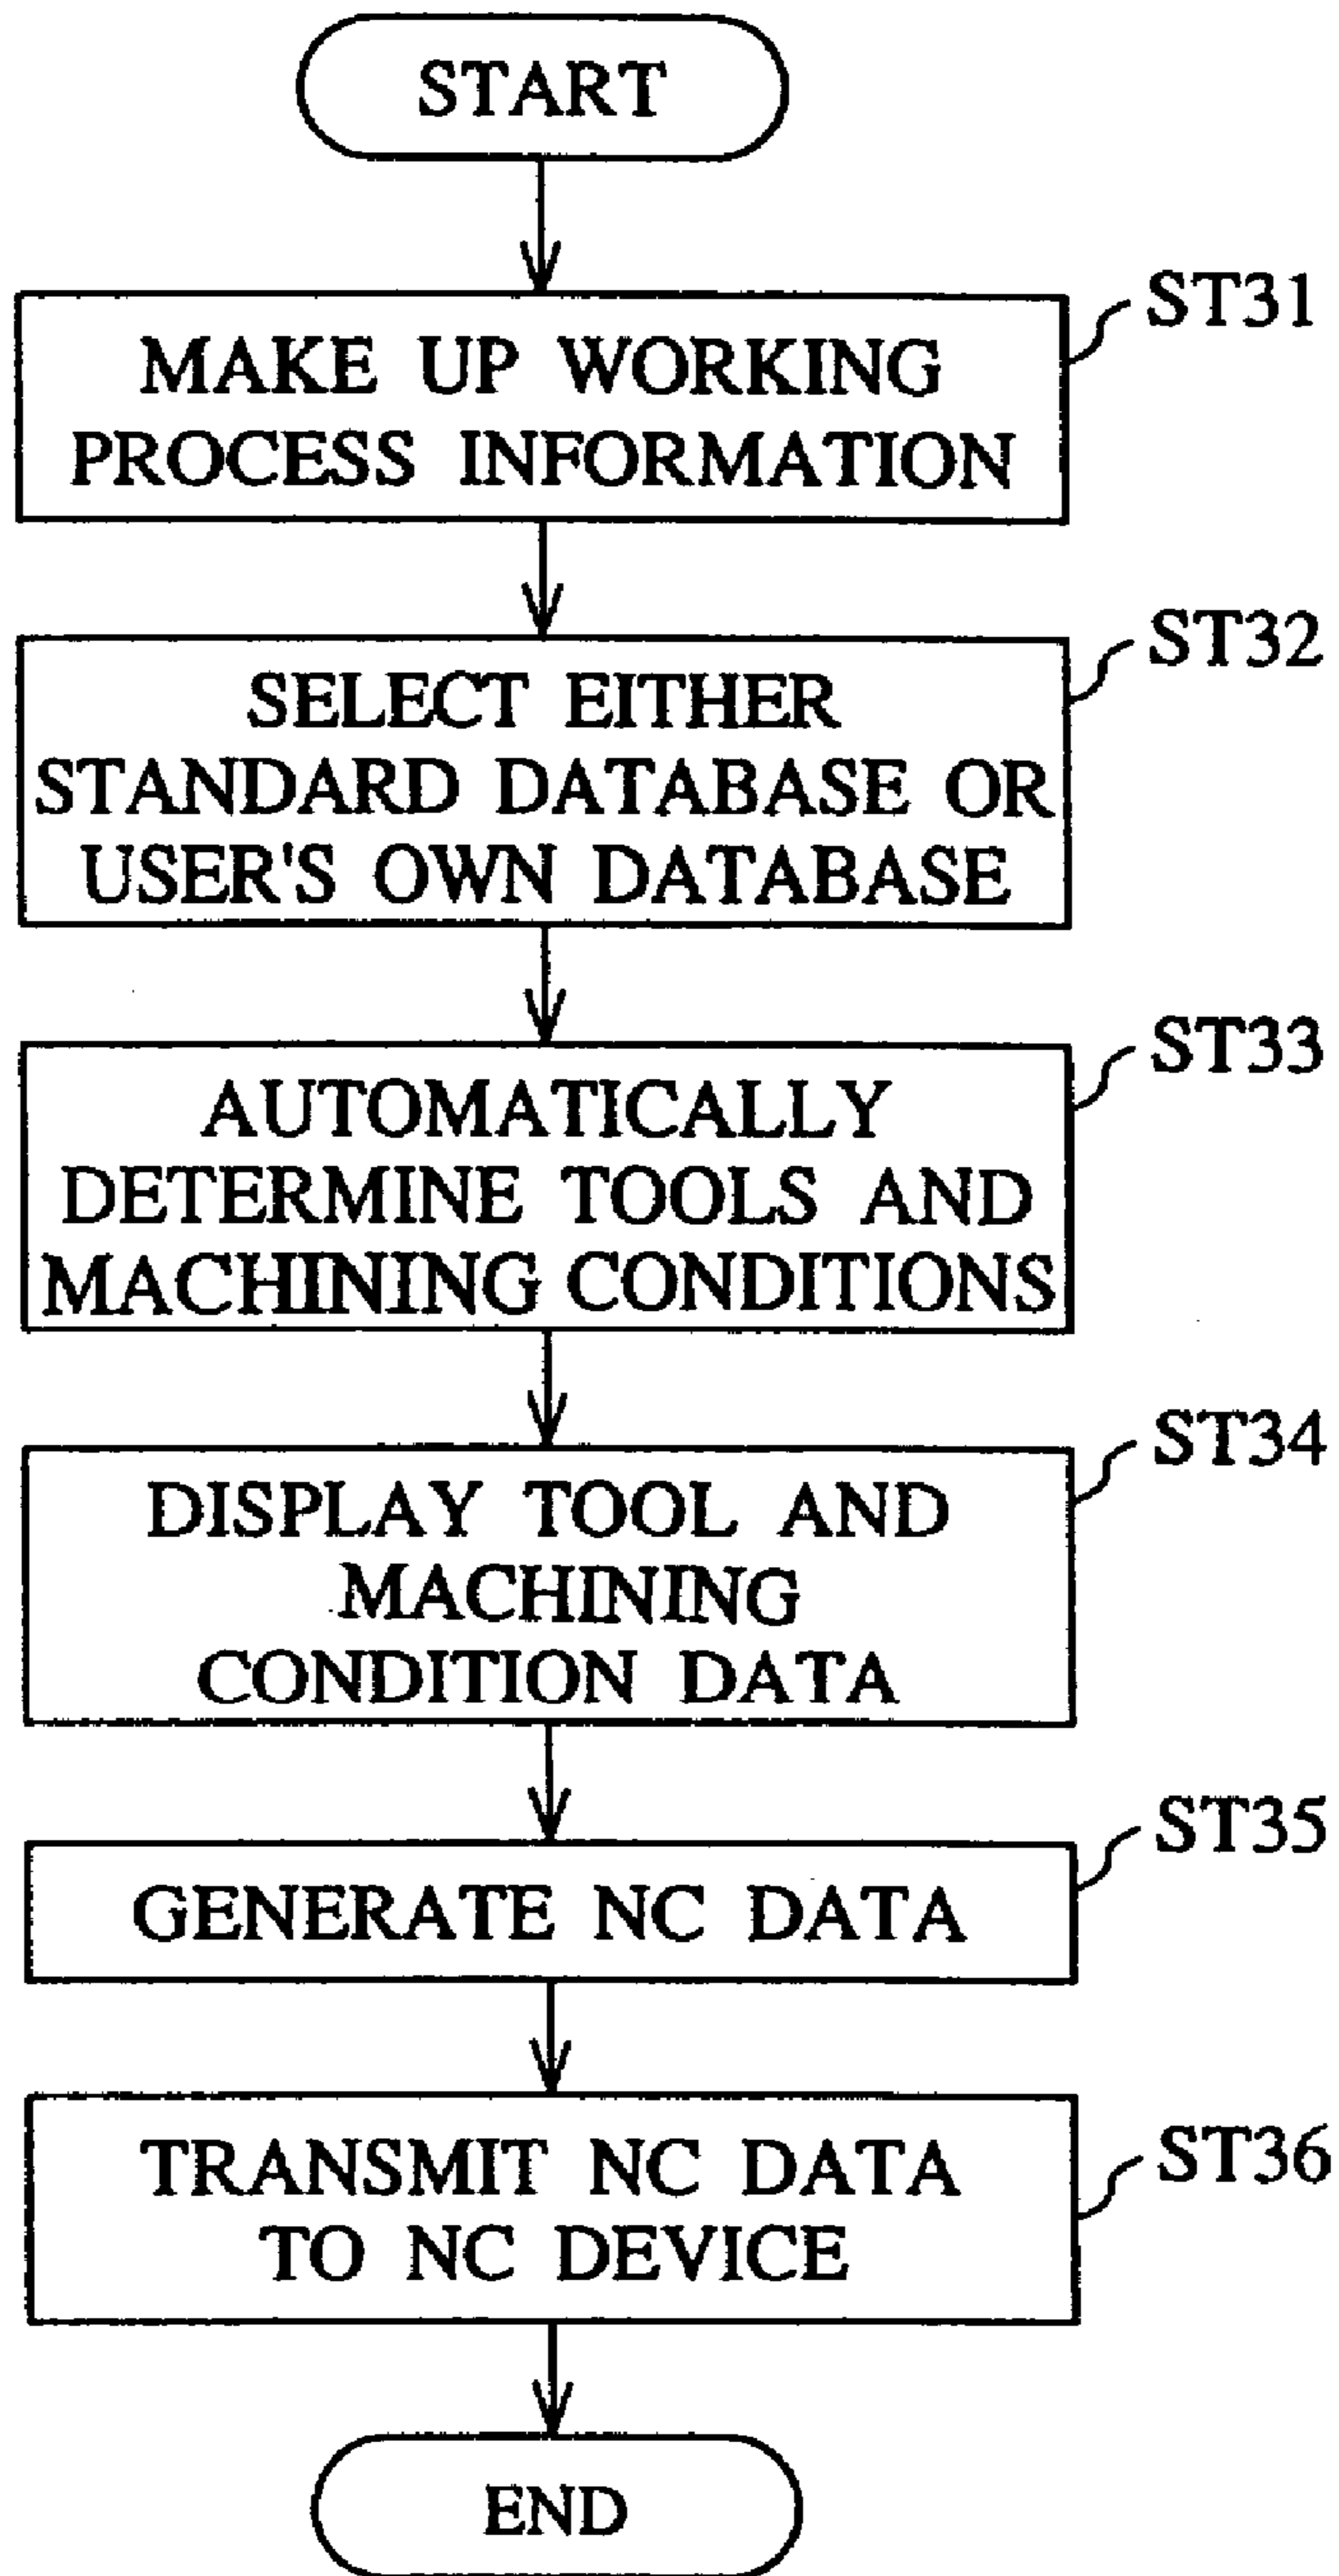 START
ST31
MAKE UP WORKING
PROCESS INFORMATION
ST32
SELECT EITHER
STANDARD DATABASE OR
USER'S OWN DATABASE
ST33
AUTOMATICALLY
DETERMINE TOOLS AND
MACHINING CONDITIONS
ST34
DISPLAY TOOL AND
MACHINING
CONDITION DATA
ST35
GENERATE NC DATA
ST36
TRANSMIT NC DATA
TO NC DEVICE
END